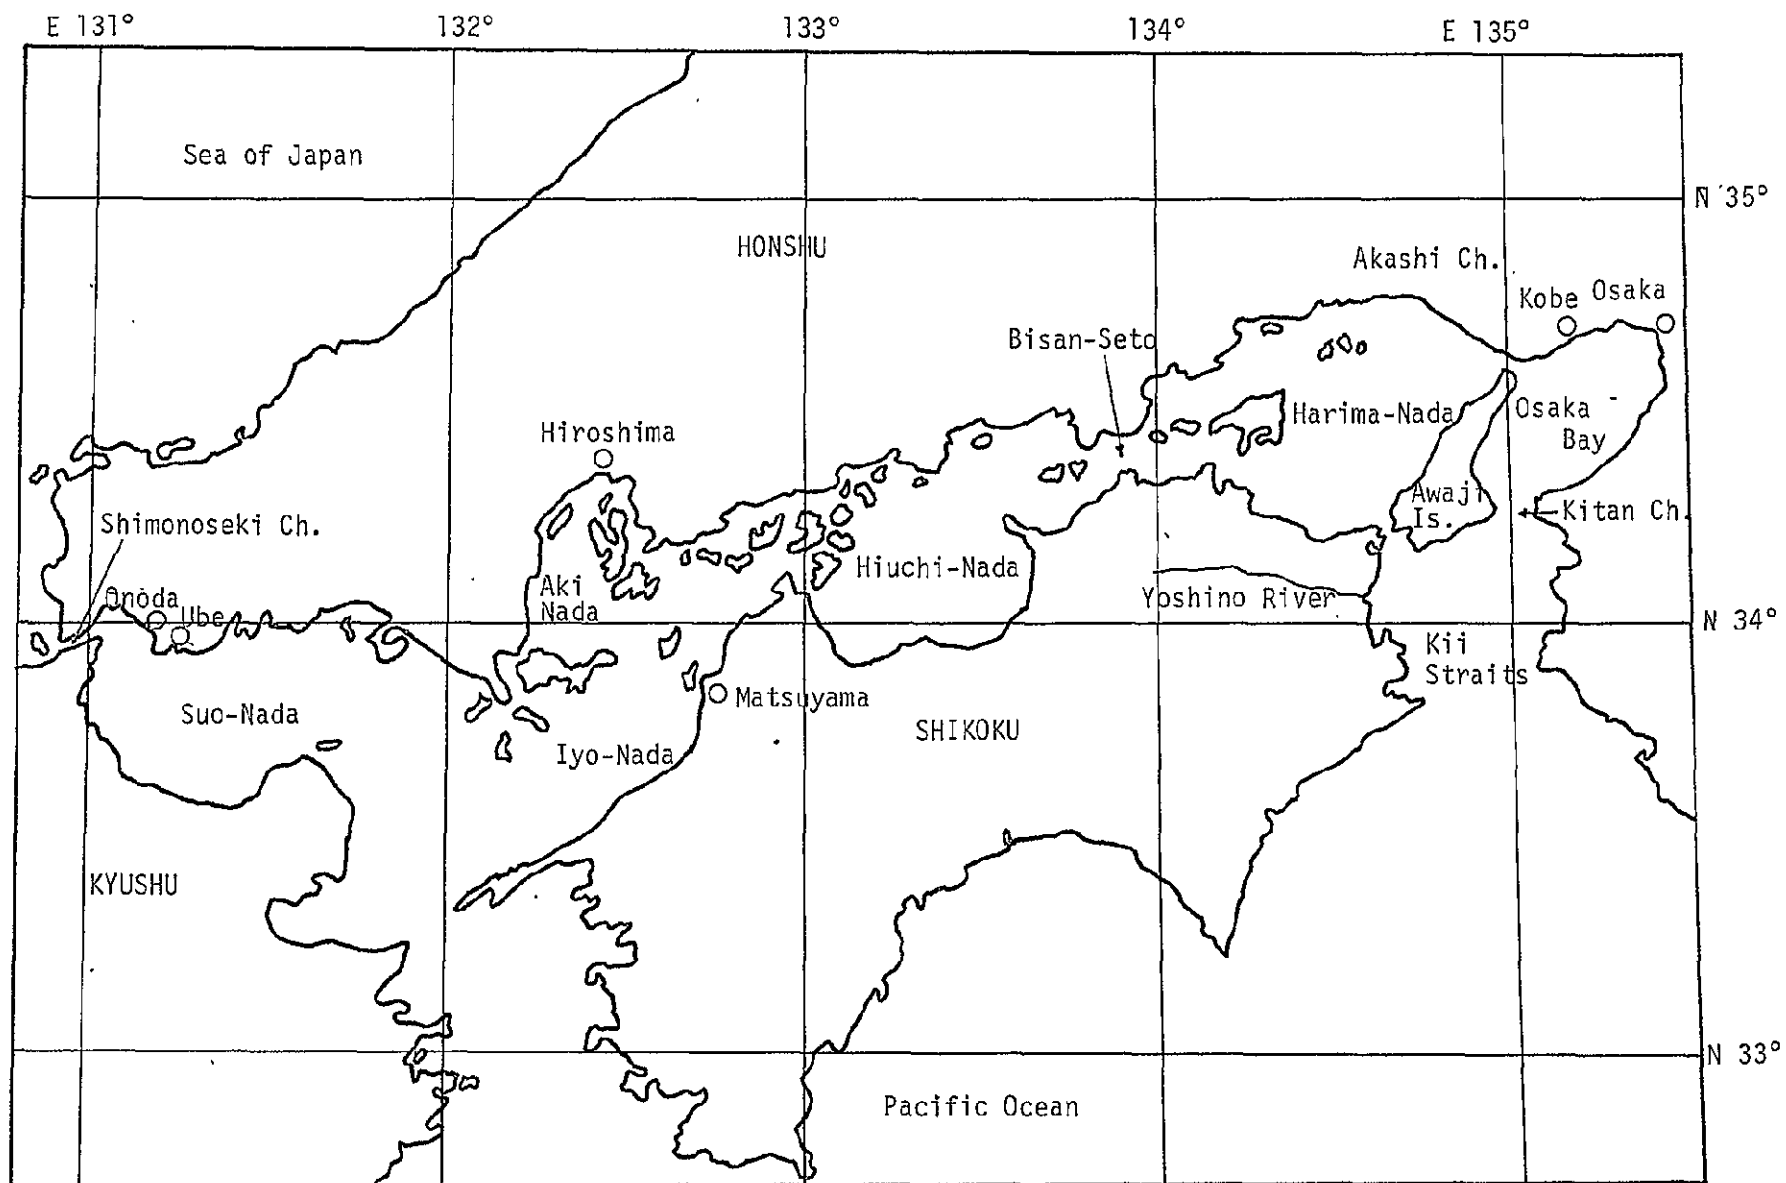 E 131° 132° 133° 134° E 135°
Sea of Japan
N 35°
HONSHU
Akashi Ch.
Kobe Osaka
Bisan-Seto
Harima-Nada
Osaka
Bay
Hiroshima
Awaji
Is.
Kitan Ch.
Shimonoseki Ch.
Hiuchi-Nada
Aki
Nada
Onoda
Ube
Yoshino River
N 34°
Kii
Straits
Matsuyama
Suo-Nada
SHIKOKU
Iyo-Nada
KYUSHU
N 33°
Pacific Ocean